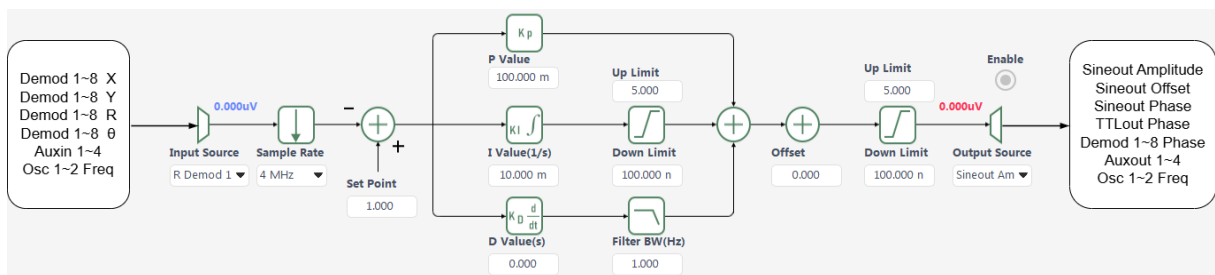 Demod 1~8 X
Demod 1~8 Y
Demod 1~8 R
Demod 1~8 θ
Auxin 1~4
Osc 1~2 Freq
0.000uV
Input Source
R Demod 1
Sample Rate
4 MHz
−
+
Set Point
1.000
Kp
P Value
100.000 m
KI ∫
I Value(1/s)
10.000 m
Up Limit
5.000
Down Limit
100.000 n
KD d/dt
D Value(s)
0.000
Filter BW(Hz)
1.000
Offset
0.000
Up Limit
5.000
Down Limit
100.000 n
Enable
0.000uV
Output Source
Sineout Am
Sineout Amplitude
Sineout Offset
Sineout Phase
TTLout Phase
Demod 1~8 Phase
Auxout 1~4
Osc 1~2 Freq